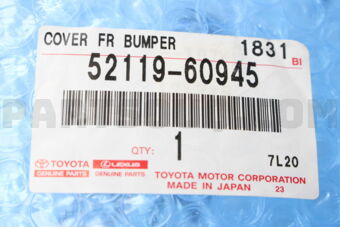 COVER FR BUMPER 1831 BI
52119-60945
QTY: 1 7L20
TOYOTA LEXUS TOYOTA MOTOR CORPORATION
GENUINE PARTS GENUINE PARTS MADE IN JAPAN 23